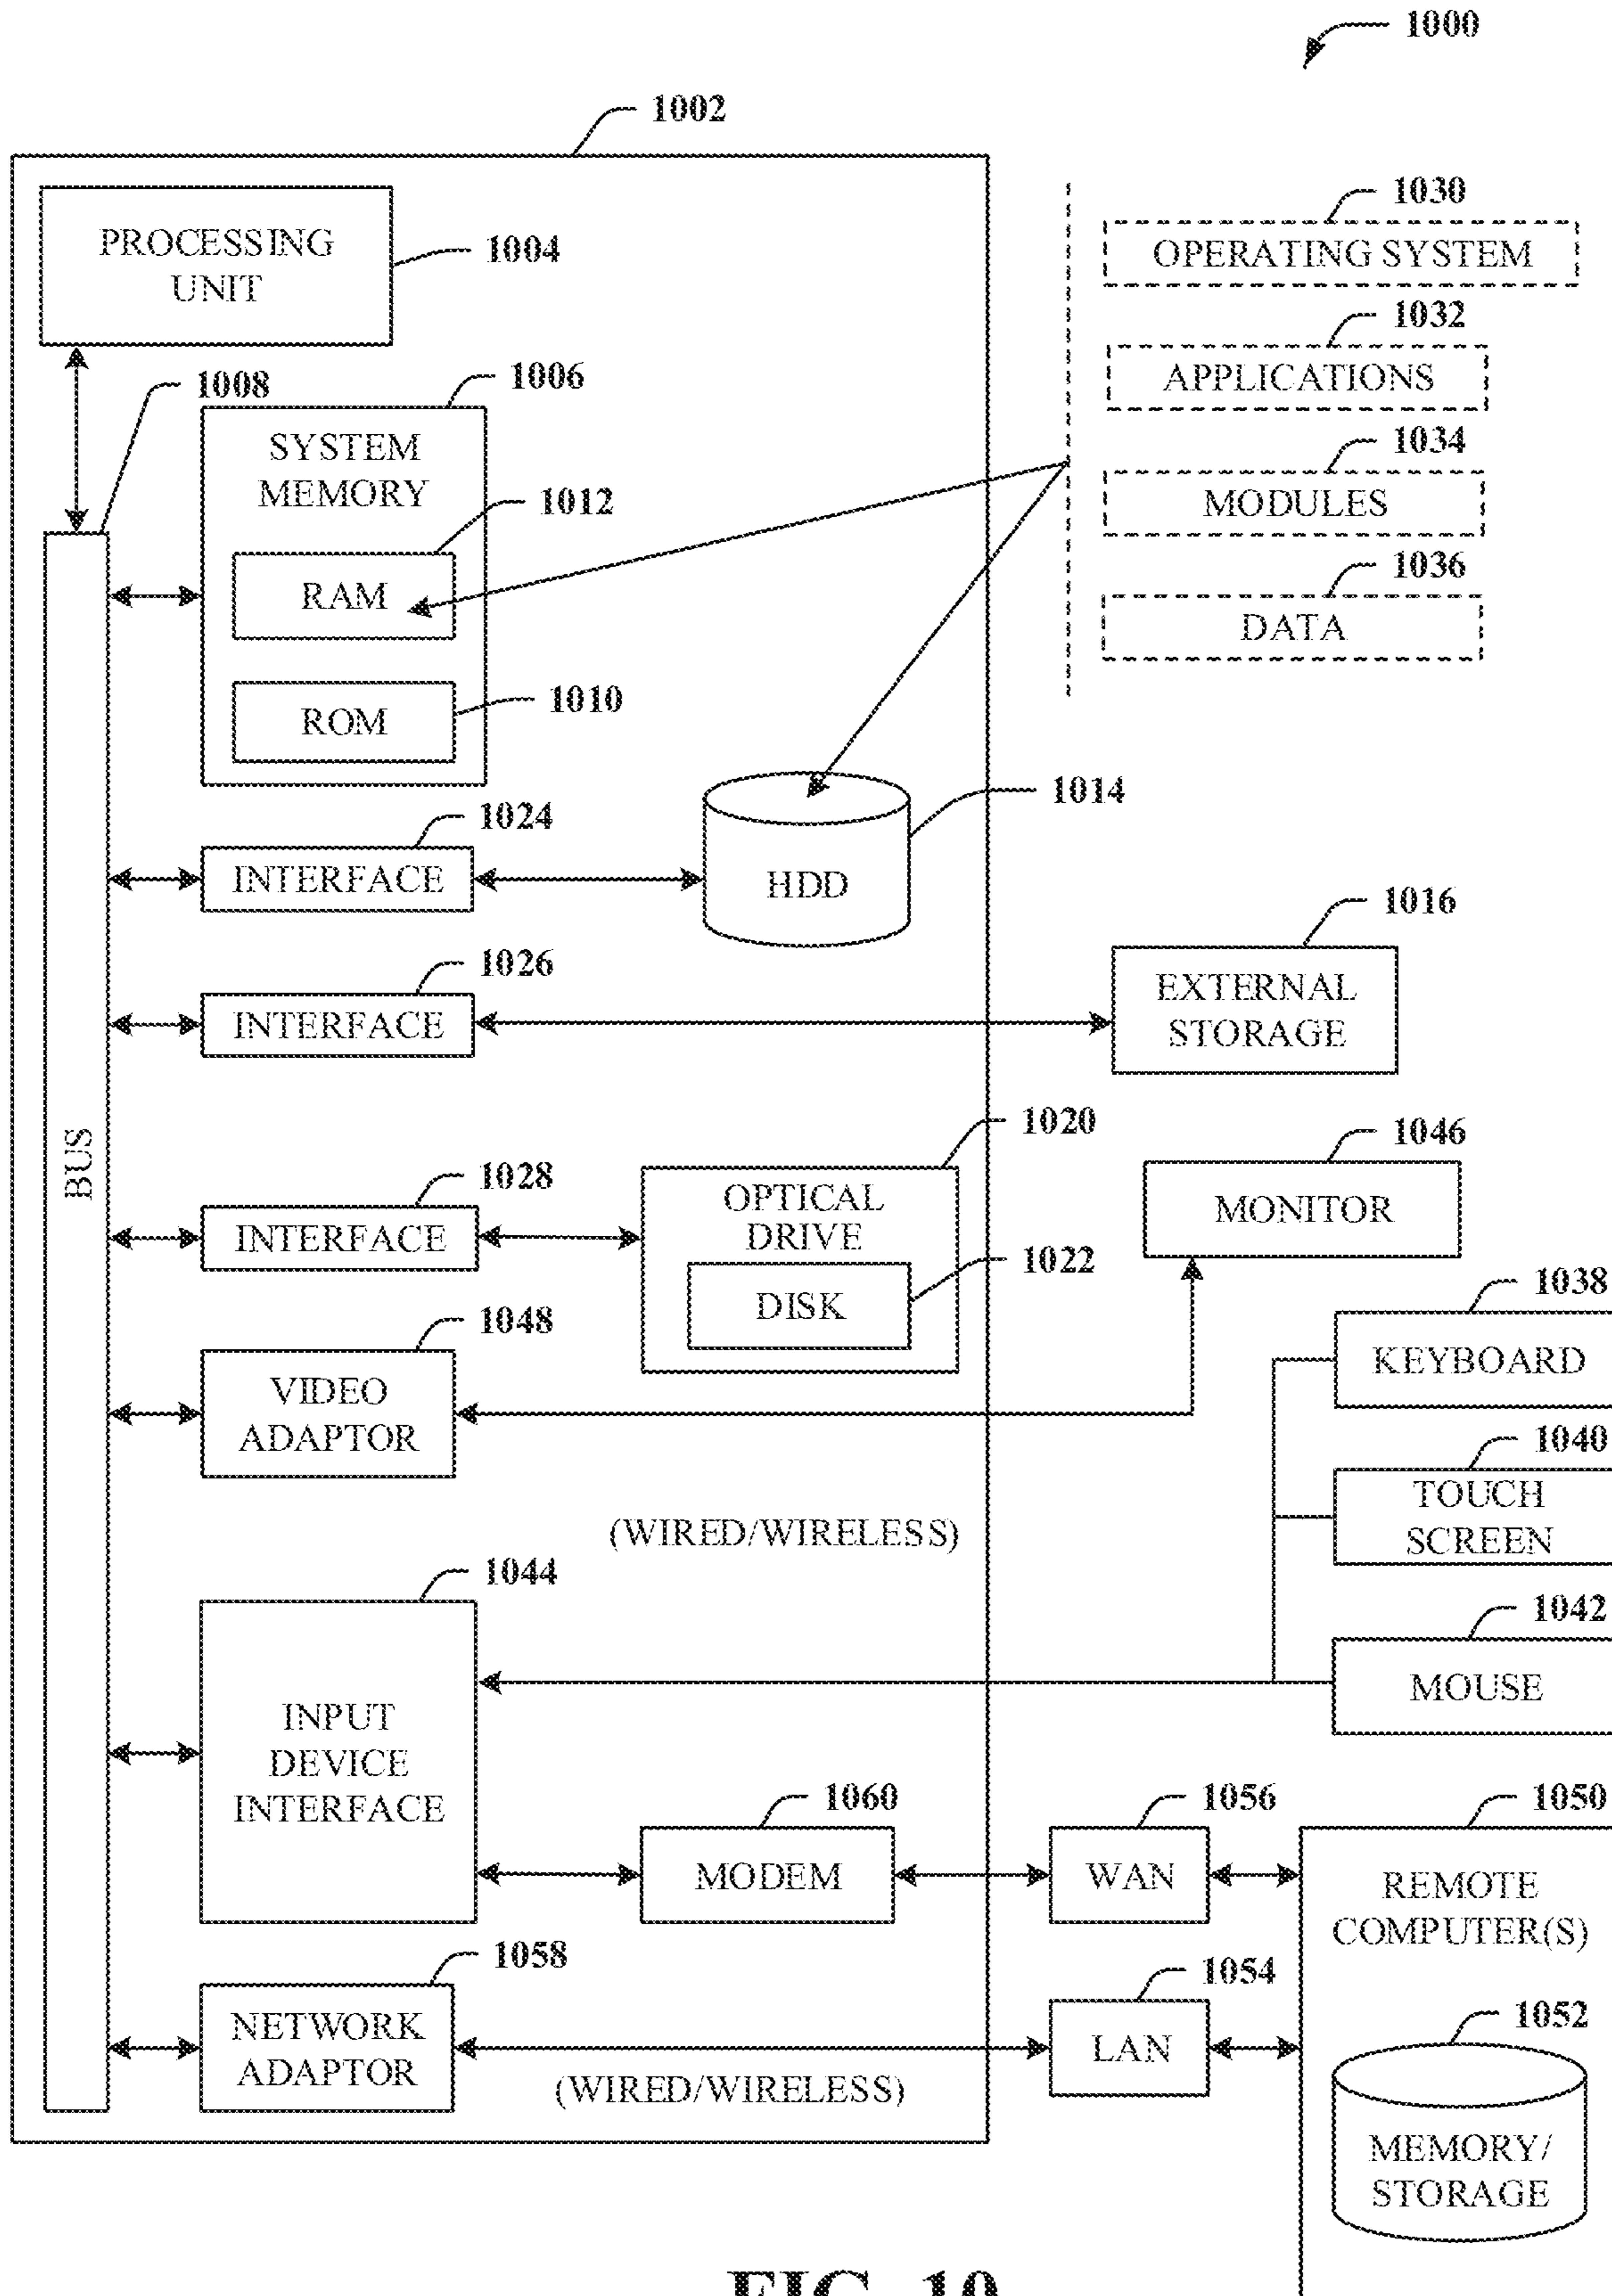 1000
1002
PROCESSING
UNIT
1004
1030
OPERATING SYSTEM
1032
APPLICATIONS
1034
MODULES
1036
DATA
1008
1006
SYSTEM
MEMORY
1012
RAM
1010
ROM
1014
HDD
1024
INTERFACE
1016
EXTERNAL
STORAGE
1026
INTERFACE
BUS
1020
OPTICAL
DRIVE
1022
DISK
1028
INTERFACE
1046
MONITOR
1048
VIDEO
ADAPTOR
1038
KEYBOARD
1040
TOUCH
SCREEN
(WIRED/WIRELESS)
1044
INPUT
DEVICE
INTERFACE
1042
MOUSE
1060
MODEM
1056
WAN
1050
REMOTE
COMPUTER(S)
1058
NETWORK
ADAPTOR
(WIRED/WIRELESS)
1054
LAN
1052
MEMORY/
STORAGE
FIG. 10